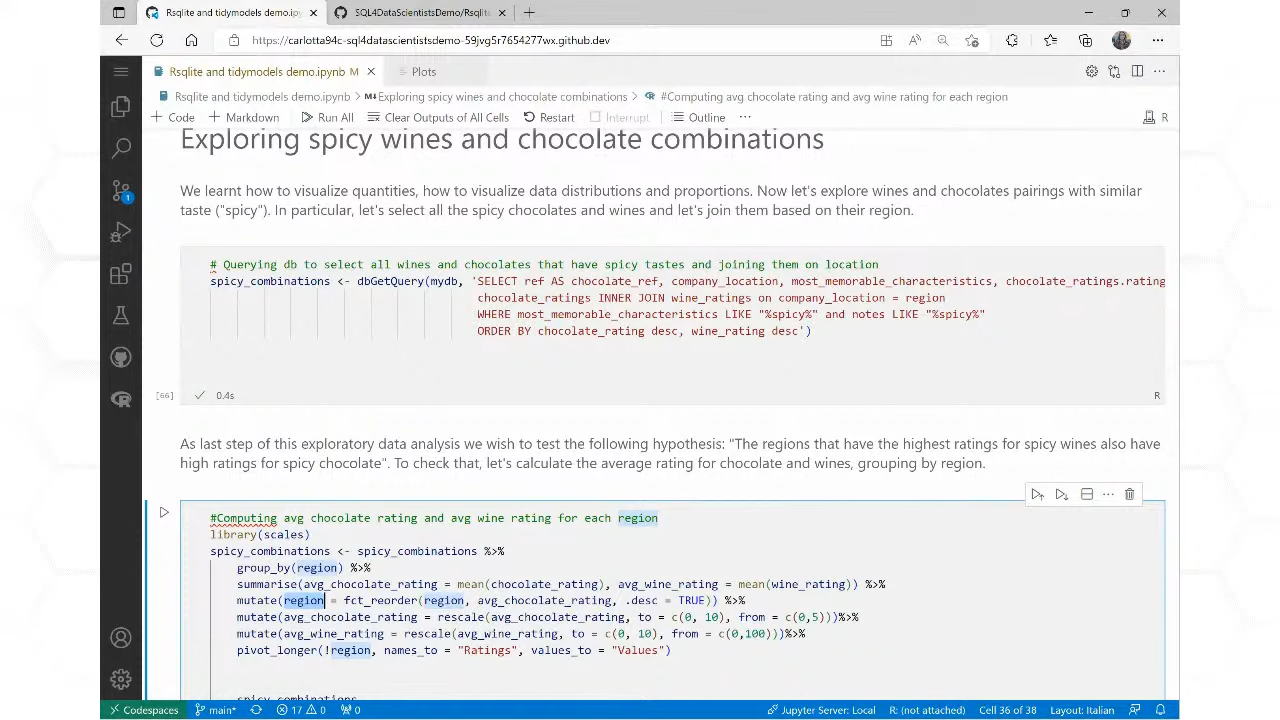 Rsqlite and tidymodels demo.ipy
SQL4DataScientistsDemo/Rsqlite
https://carlotta94c-sql4datascientistsdemo-59jvg5r7654277wx.github.dev
Rsqlite and tidymodels demo.ipynb M
Plots
Rsqlite and tidymodels demo.ipynb > M↓Exploring spicy wines and chocolate combinations > #Computing avg chocolate rating and avg wine rating for each region
+ Code + Markdown Run All Clear Outputs of All Cells Restart Interrupt Outline ... R
Exploring spicy wines and chocolate combinations
We learnt how to visualize quantities, how to visualize data distributions and proportions. Now let's explore wines and chocolates pairings with similar
taste ("spicy"). In particular, let's select all the spicy chocolates and wines and let's join them based on their region.
# Querying db to select all wines and chocolates that have spicy tastes and joining them on location
spicy_combinations <- dbGetQuery(mydb, 'SELECT ref AS chocolate_ref, company_location, most_memorable_characteristics, chocolate_ratings.rating
chocolate_ratings INNER JOIN wine_ratings on company_location = region
WHERE most_memorable_characteristics LIKE "%spicy%" and notes LIKE "%spicy%"
ORDER BY chocolate_rating desc, wine_rating desc')
[66] 0.4s R
As last step of this exploratory data analysis we wish to test the following hypothesis: "The regions that have the highest ratings for spicy wines also have
high ratings for spicy chocolate". To check that, let's calculate the average rating for chocolate and wines, grouping by region.
#Computing avg chocolate rating and avg wine rating for each region
library(scales)
spicy_combinations <- spicy_combinations %>%
group_by(region) %>%
summarise(avg_chocolate_rating = mean(chocolate_rating), avg_wine_rating = mean(wine_rating)) %>%
mutate(region = fct_reorder(region, avg_chocolate_rating, .desc = TRUE)) %>%
mutate(avg_chocolate_rating = rescale(avg_chocolate_rating, to = c(0, 10), from = c(0,5)))%>%
mutate(avg_wine_rating = rescale(avg_wine_rating, to = c(0, 10), from = c(0,100)))%>%
pivot_longer(!region, names_to = "Ratings", values_to = "Values")
spicy_combinations
1
Codespaces main* 17 0 0 Jupyter Server: Local R: (not attached) Cell 36 of 38 Layout: Italian